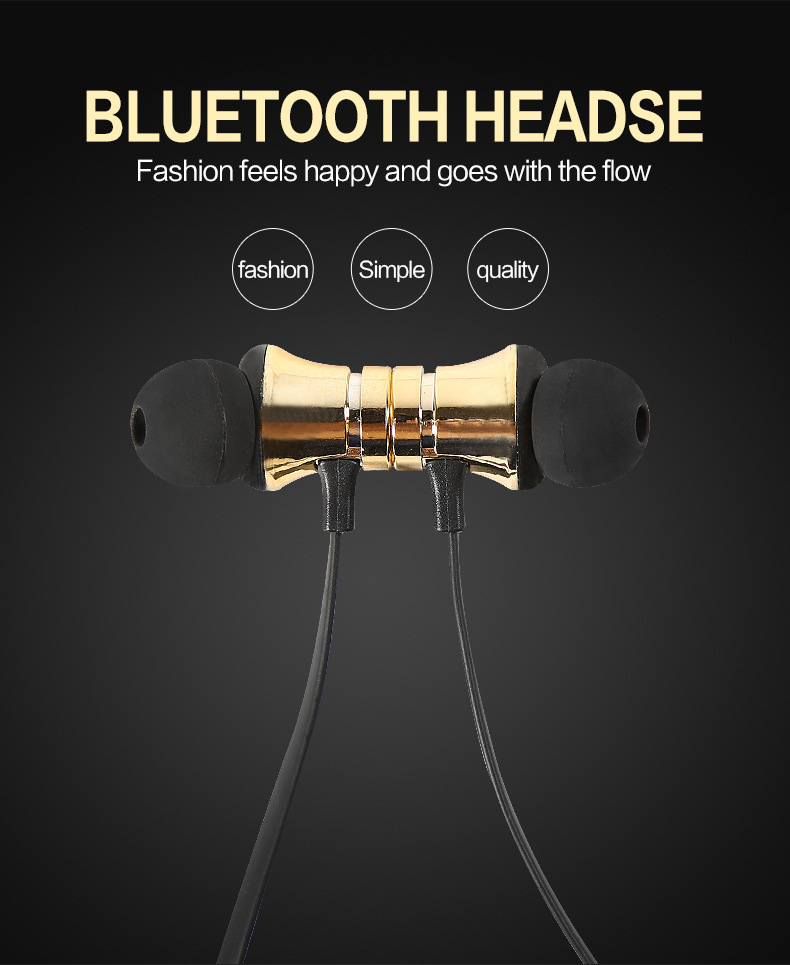 BLUETOOTH HEADSE
Fashion feels happy and goes with the flow
fashion
Simple
quality